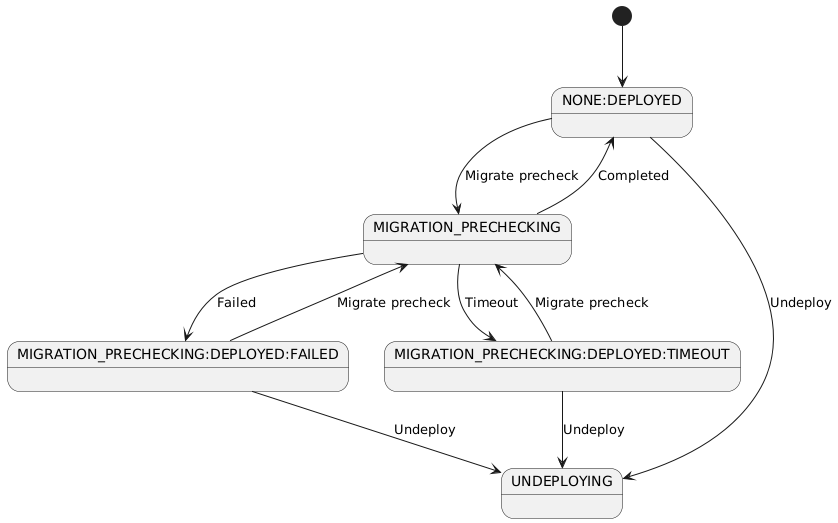 NONE:DEPLOYED
Migrate precheck
Completed
MIGRATION_PRECHECKING
Failed
Migrate precheck
Timeout
Migrate precheck
Undeploy
MIGRATION_PRECHECKING:DEPLOYED:FAILED
MIGRATION_PRECHECKING:DEPLOYED:TIMEOUT
Undeploy
Undeploy
UNDEPLOYING